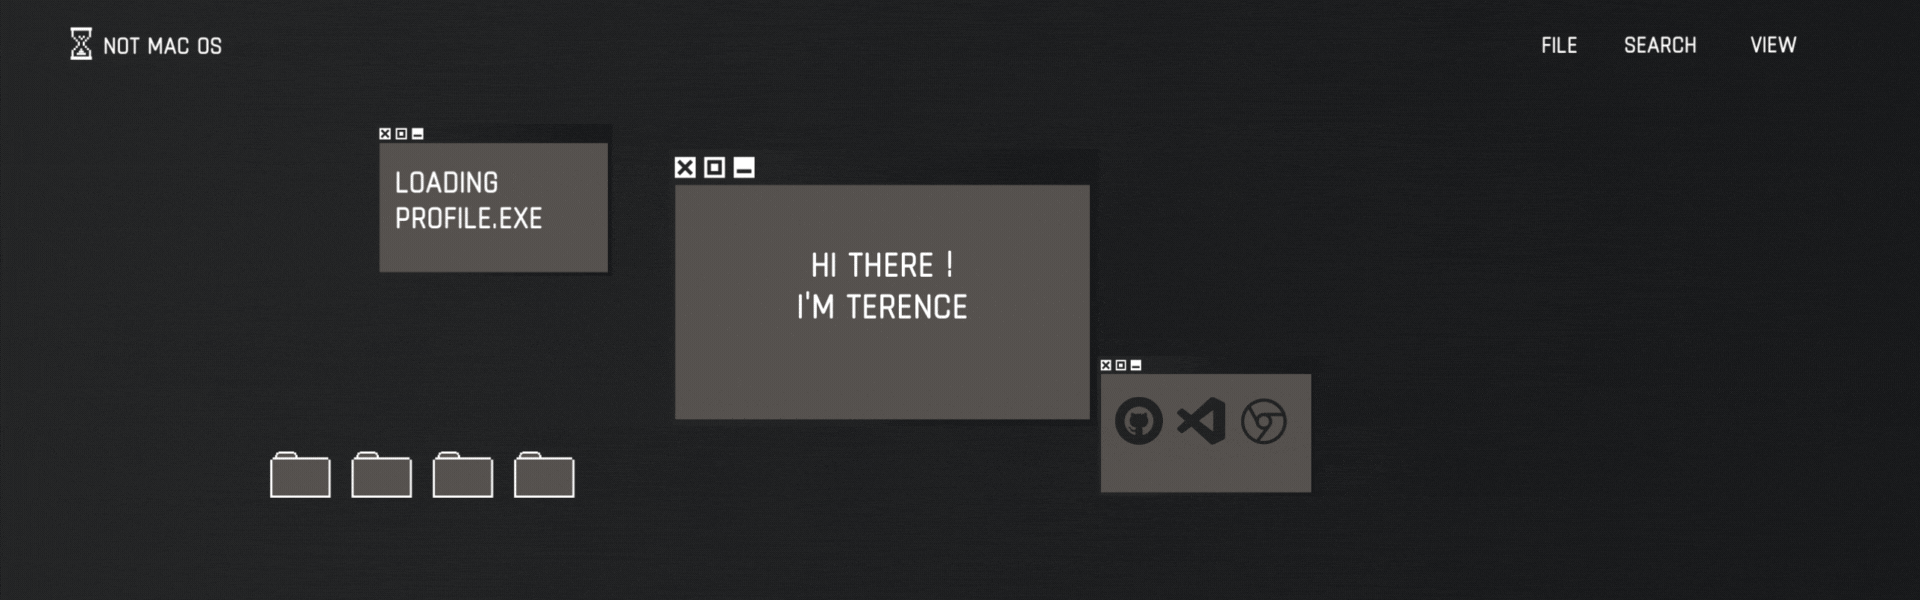 NOT MAC OS
FILE SEARCH VIEW
LOADING
PROFILE.EXE
HI THERE !
I'M TERENCE